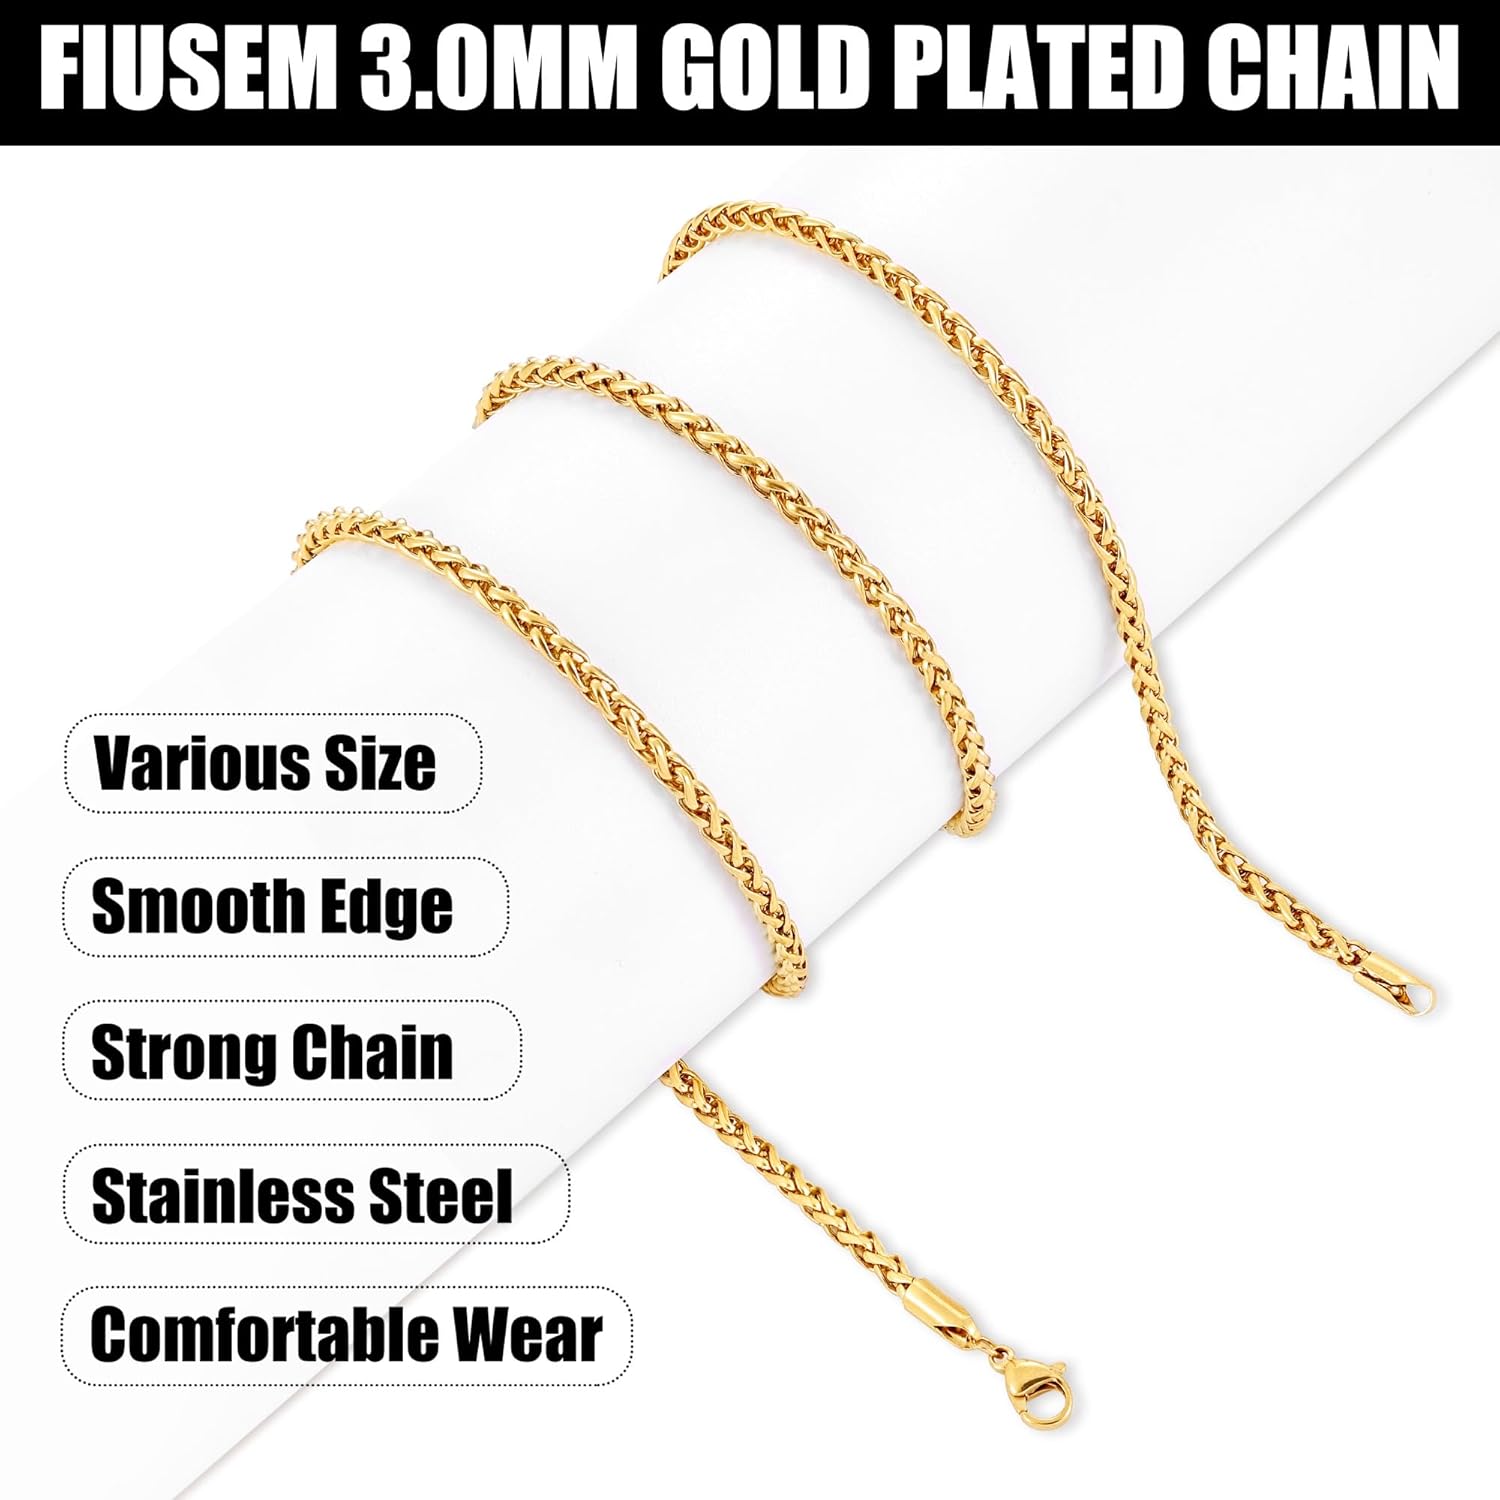 FIUSEM 3.0MM GOLD PLATED CHAIN
Various Size
Smooth Edge
Strong Chain
Stainless Steel
Comfortable Wear